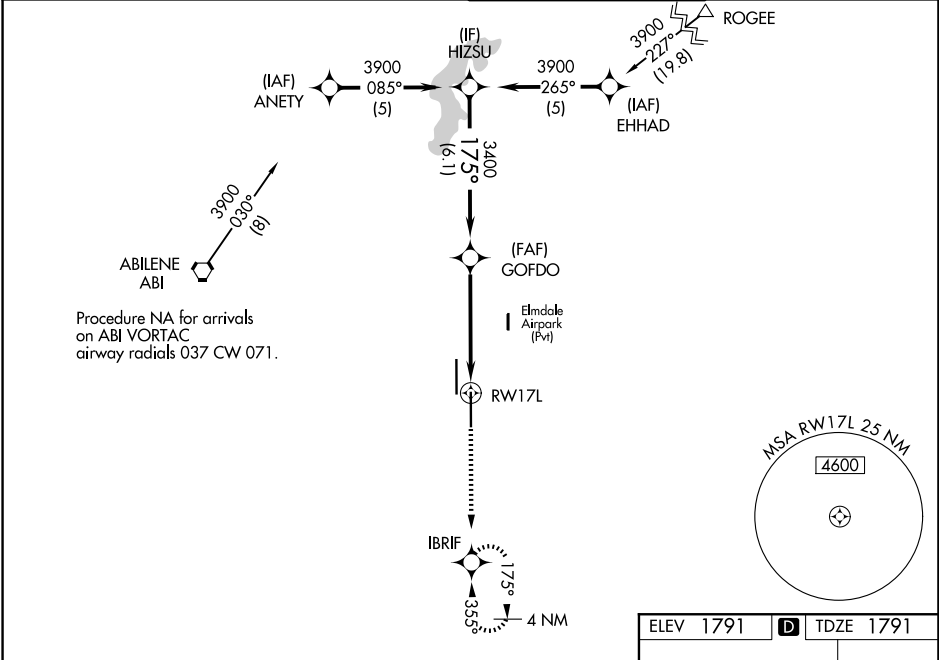 ROGEE
3900
227°
(19.8)
(IF)
HIZSU
(IAF)
ANETY
3900
085°
(5)
3900
265°
(5)
(IAF)
EHHAD
3400
175°
(6.1)
3900
030°
(8)
ABILENE
ABI
(FAF)
GOFDO
Procedure NA for arrivals
on ABI VORTAC
airway radials 037 CW 071.
Elmdale
Airpark
(Pvt)
RW17L
MSA RW17L 25 NM
4600
IBRIF
175°
355°
4 NM
ELEV 1791 D TDZE 1791